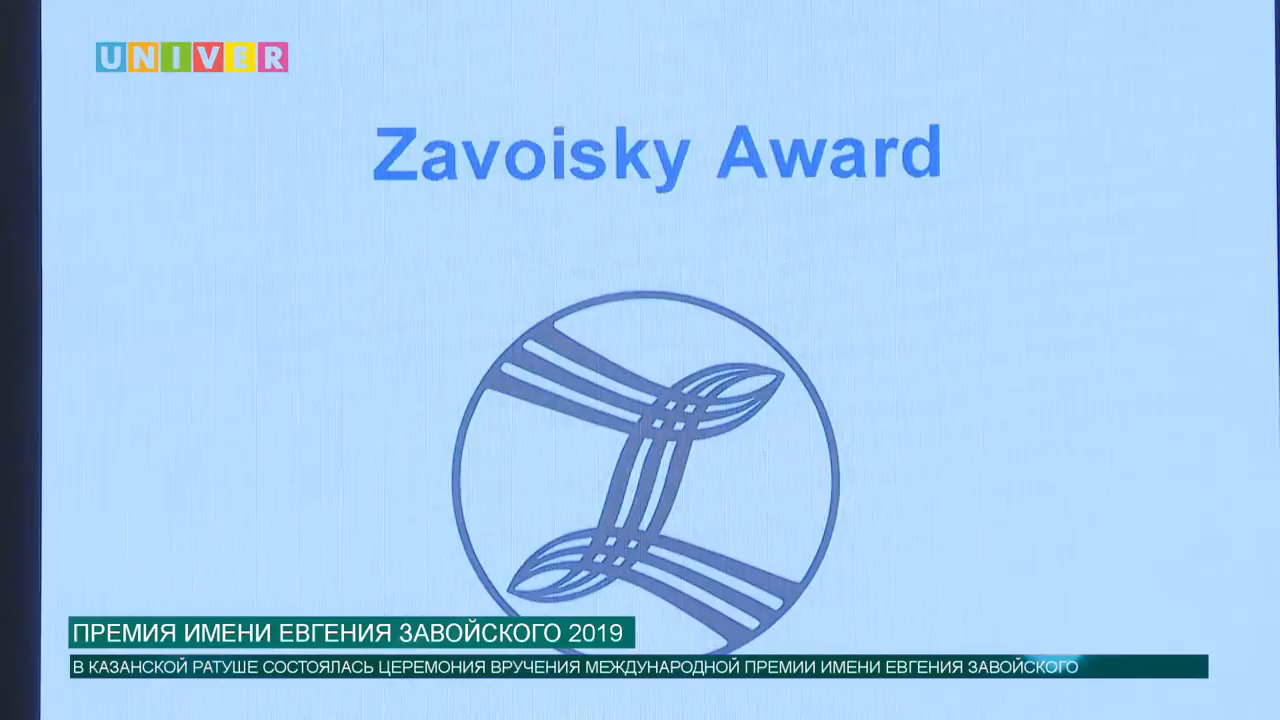 UNIVER
Zavoisky Award
ПРЕМИЯ ИМЕНИ ЕВГЕНИЯ ЗАВОЙСКОГО 2019
В КАЗАНСКОЙ РАТУШЕ СОСТОЯЛАСЬ ЦЕРЕМОНИЯ ВРУЧЕНИЯ МЕЖДУНАРОДНОЙ ПРЕМИИ ИМЕНИ ЕВГЕНИЯ ЗАВОЙСКОГО